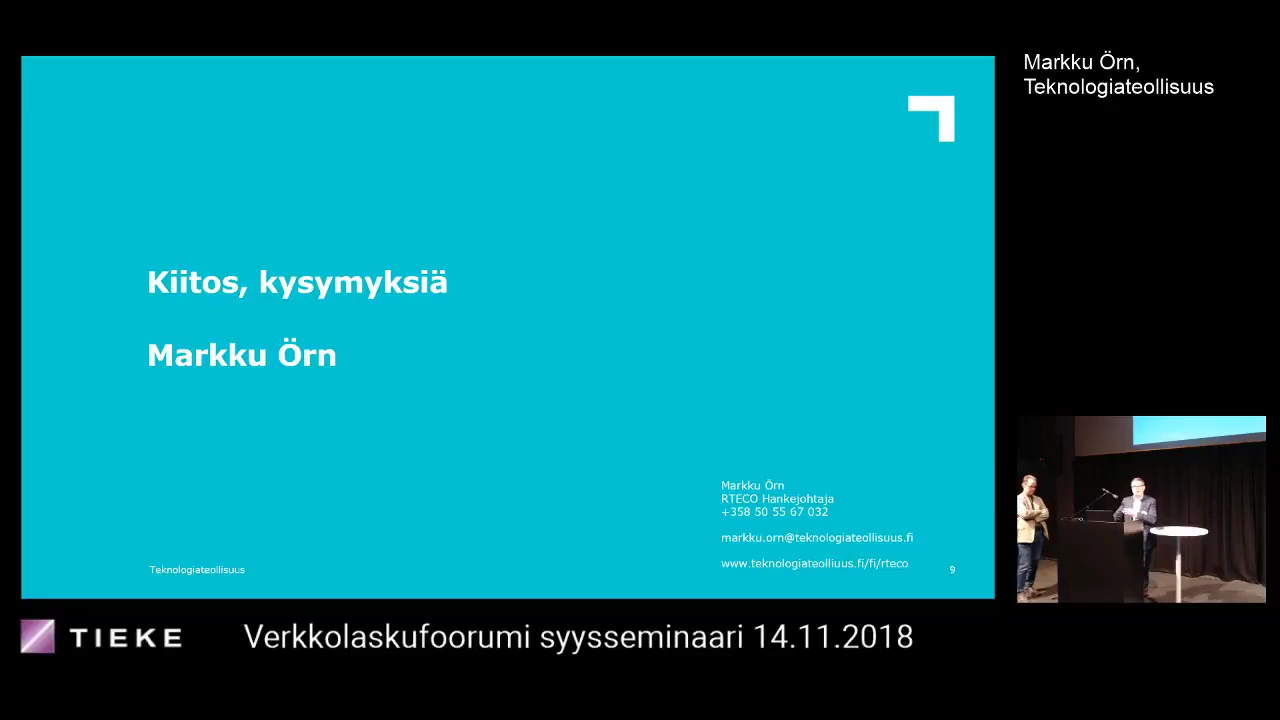 Markku Örn,
Teknologiateollisuus
Kiitos, kysymyksiä
Markku Örn
Markku Örn
RTECO Hankejohtaja
+358 50 55 67 032
markku.orn@teknologiateollisuus.fi
www.teknologiateolliuus.fi/fi/rteco
Teknologiateollisuus
9
TIEKE
Verkkolaskufoorumi syysseminaari 14.11.2018